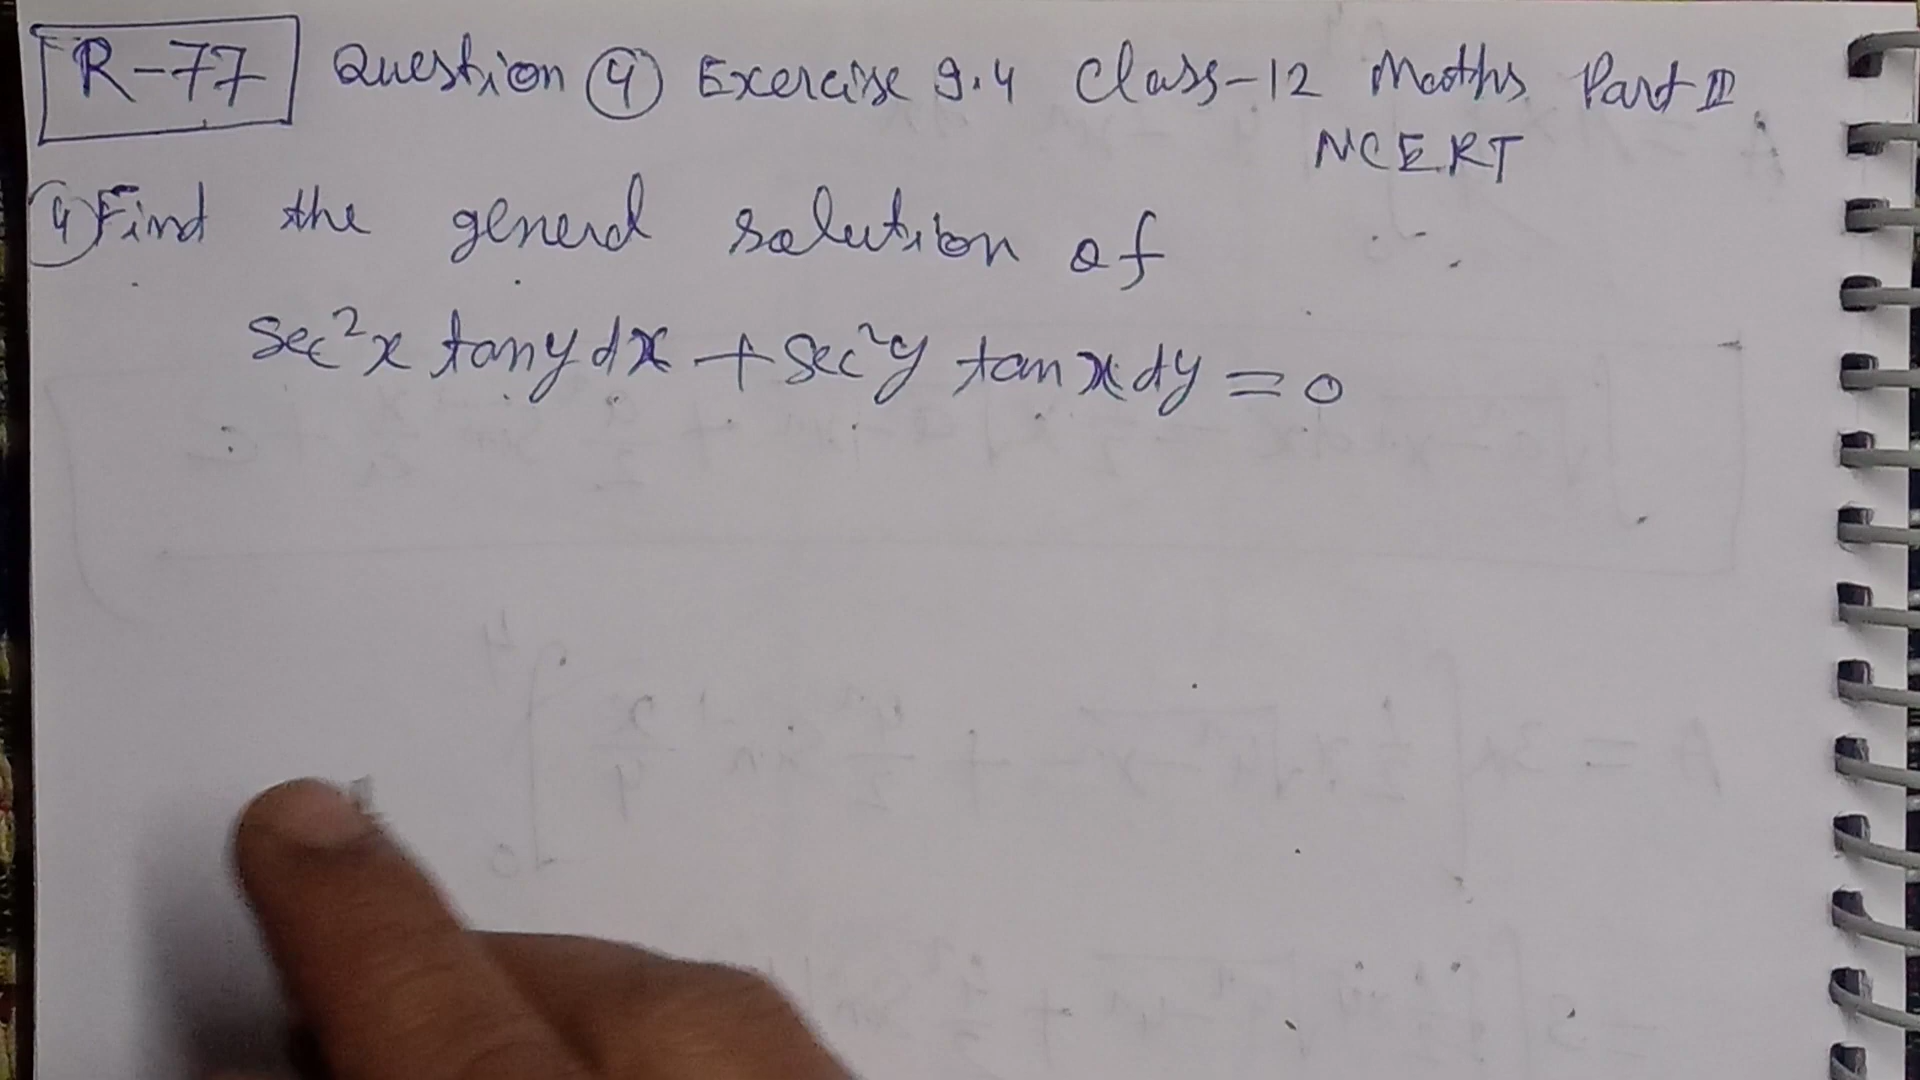 R-77 Question ④ Exercise 9.4 Class-12 Maths Part II
NCERT
④ Find the general solution of
sec²x tany dx + sec²y tan x dy = 0